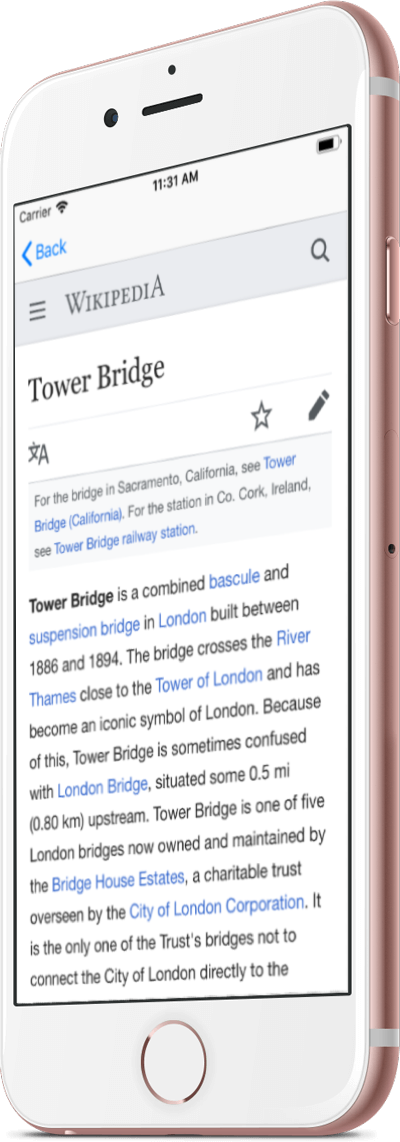 Carrier 11:31 AM
Back
WIKIPEDIA
Tower Bridge
For the bridge in Sacramento, California, see Tower
Bridge (California). For the station in Co. Cork, Ireland,
see Tower Bridge railway station.
Tower Bridge is a combined bascule and
suspension bridge in London built between
1886 and 1894. The bridge crosses the River
Thames close to the Tower of London and has
become an iconic symbol of London. Because
of this, Tower Bridge is sometimes confused
with London Bridge, situated some 0.5 mi
(0.80 km) upstream. Tower Bridge is one of five
London bridges now owned and maintained by
the Bridge House Estates, a charitable trust
overseen by the City of London Corporation. It
is the only one of the Trust's bridges not to
connect the City of London directly to the